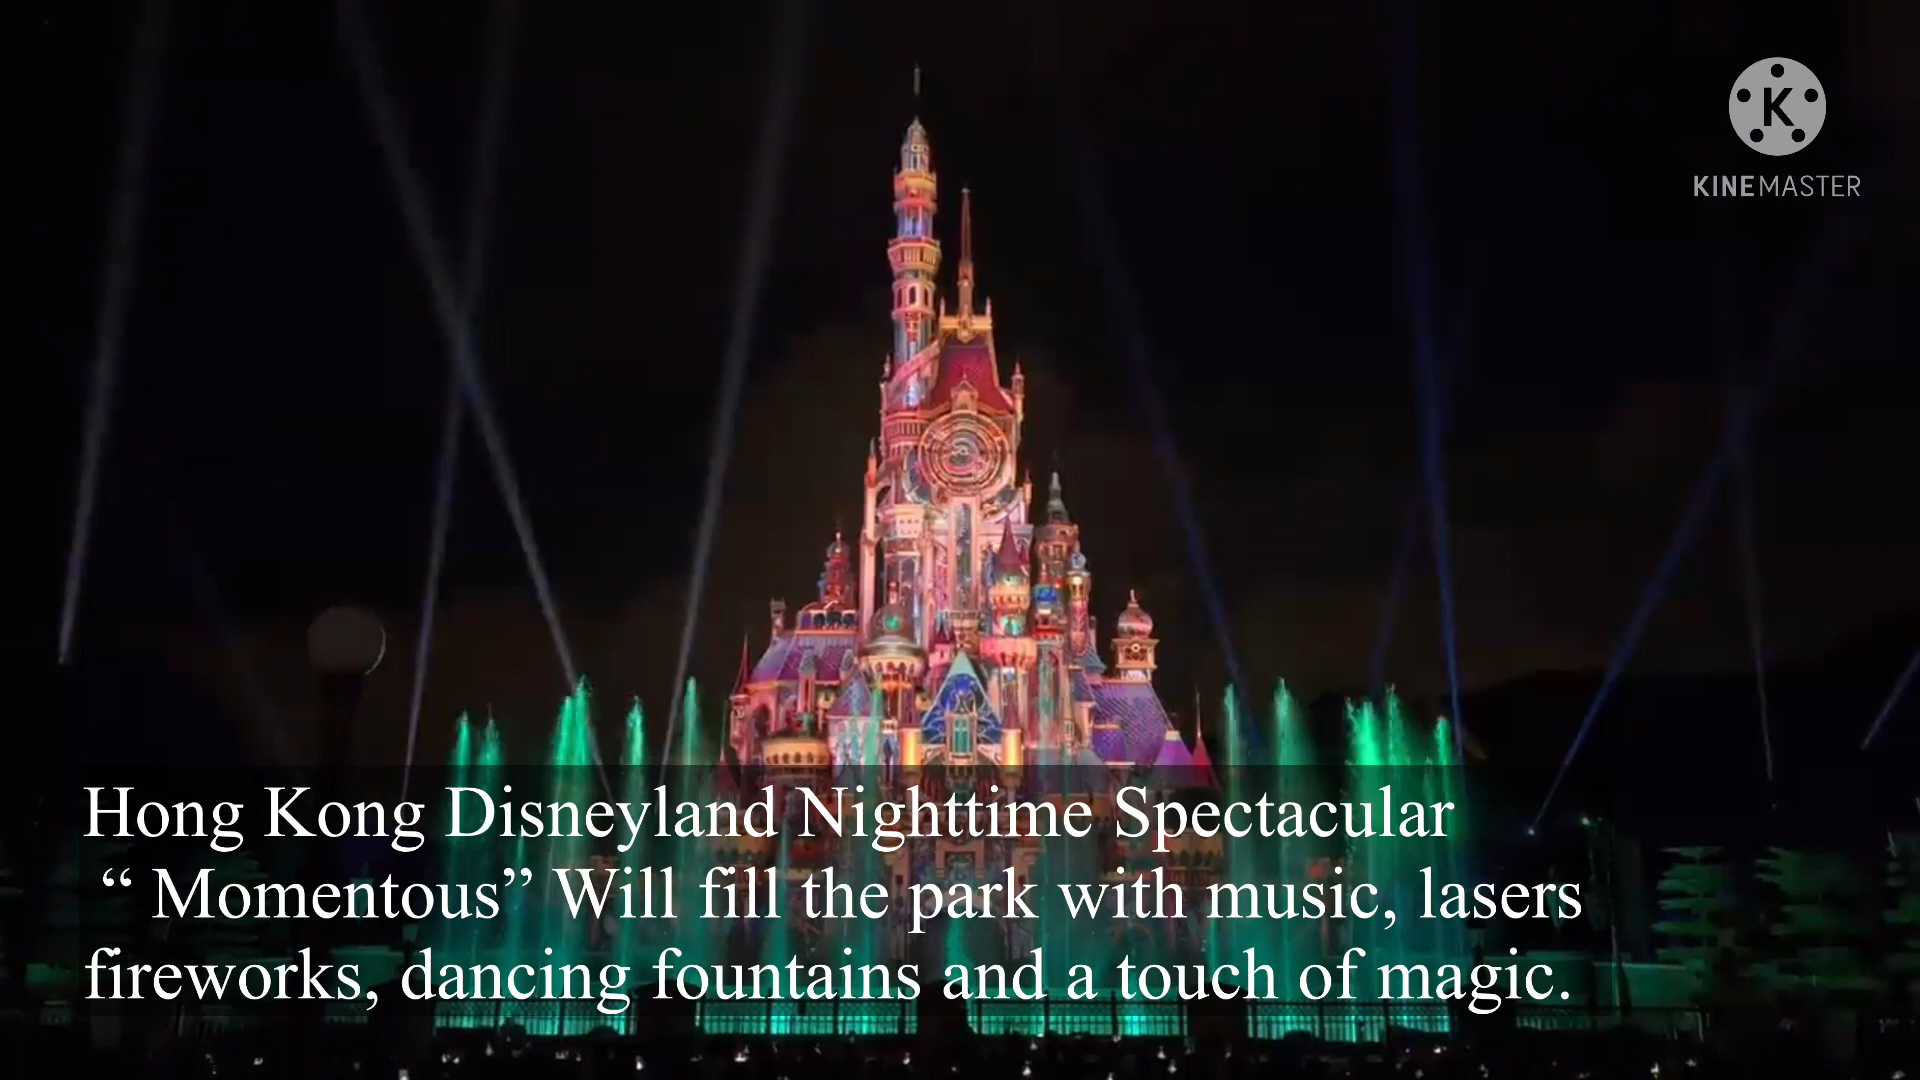 K
KINEMASTER
Hong Kong Disneyland Nighttime Spectacular
“ Momentous” Will fill the park with music, lasers
fireworks, dancing fountains and a touch of magic.